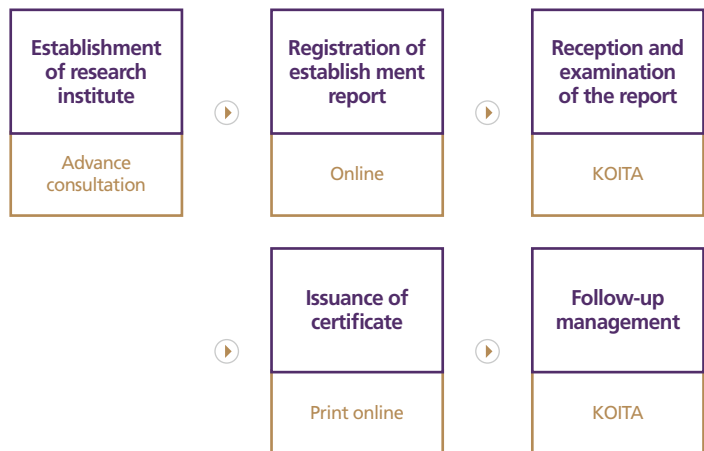 Establishment
of research
institute
Advance
consultation
Registration of
establish ment
report
Online
Reception and
examination
of the report
KOITA
Issuance of
certificate
Print online
Follow-up
management
KOITA